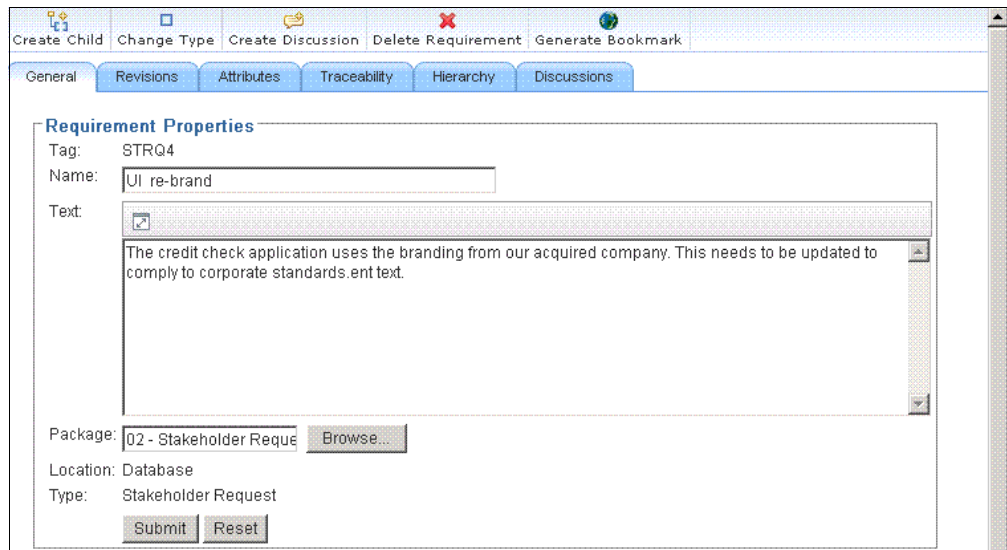 Create Child Change Type Create Discussion Delete Requirement Generate Bookmark
General Revisions Attributes Traceability Hierarchy Discussions
Requirement Properties
Tag: STRQ4
Name: UI re-brand
Text:
The credit check application uses the branding from our acquired company. This needs to be updated to
comply to corporate standards.ent text.
Package: 02 - Stakeholder Reque Browse...
Location: Database
Type: Stakeholder Request
Submit Reset